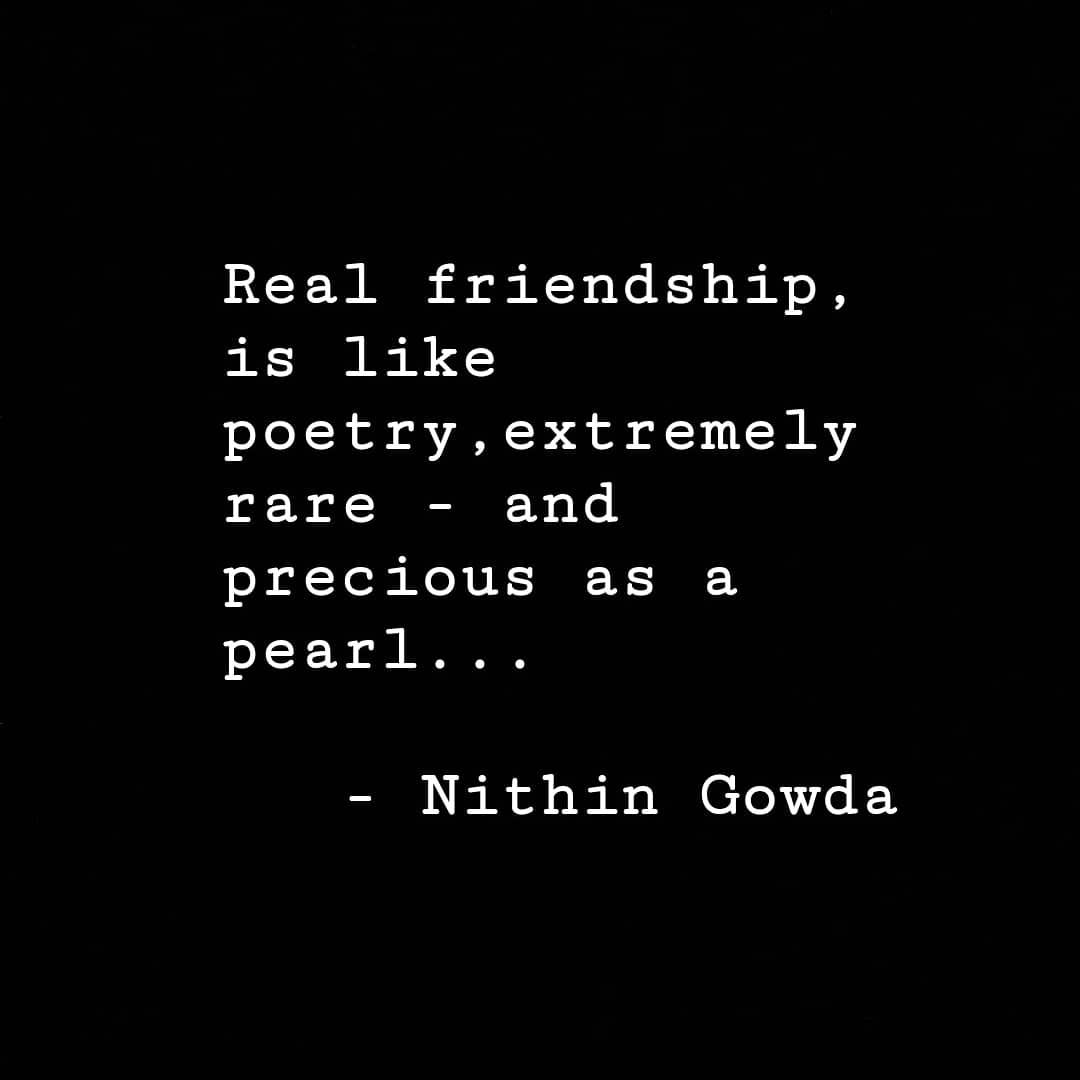 Real friendship,
is like
poetry,extremely
rare - and
precious as a
pearl...
- Nithin Gowda